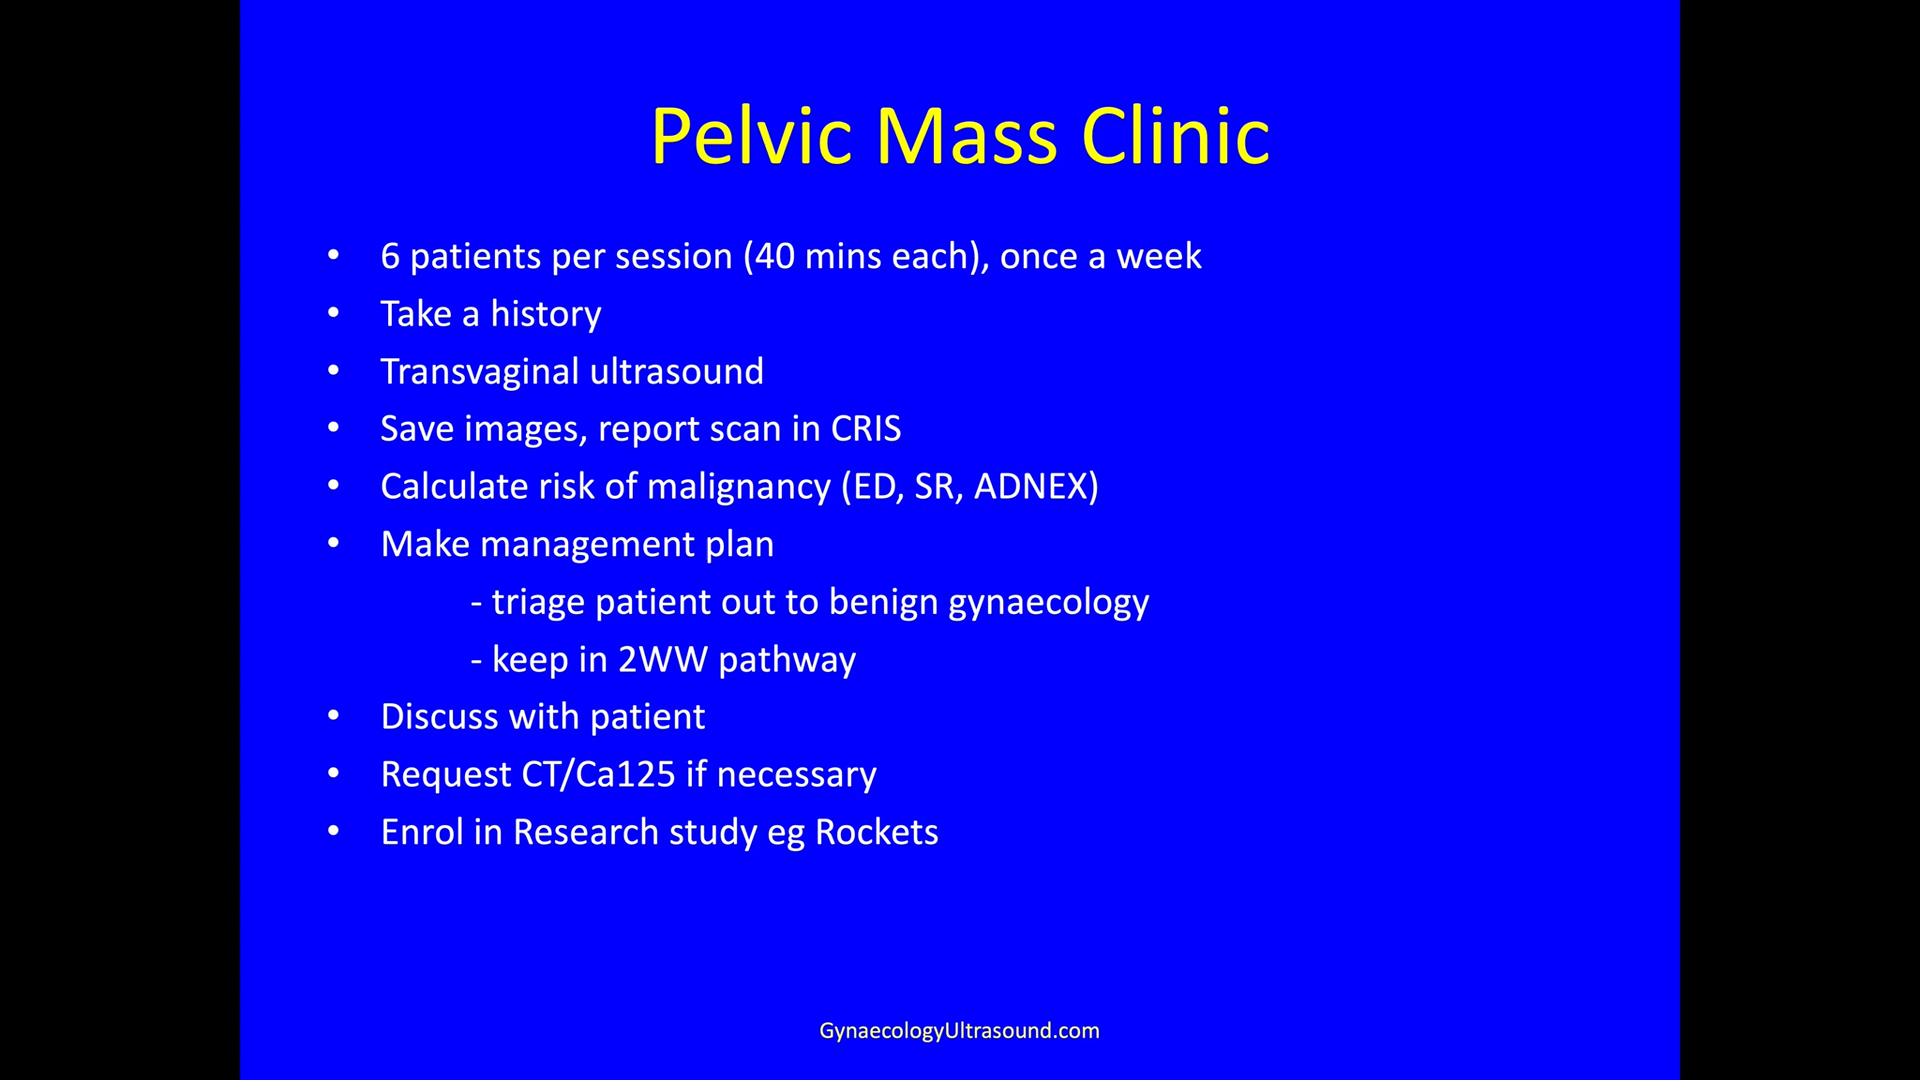 Pelvic Mass Clinic
• 6 patients per session (40 mins each), once a week
• Take a history
• Transvaginal ultrasound
• Save images, report scan in CRIS
• Calculate risk of malignancy (ED, SR, ADNEX)
• Make management plan
- triage patient out to benign gynaecology
- keep in 2WW pathway
• Discuss with patient
• Request CT/Ca125 if necessary
• Enrol in Research study eg Rockets
GynaecologyUltrasound.com